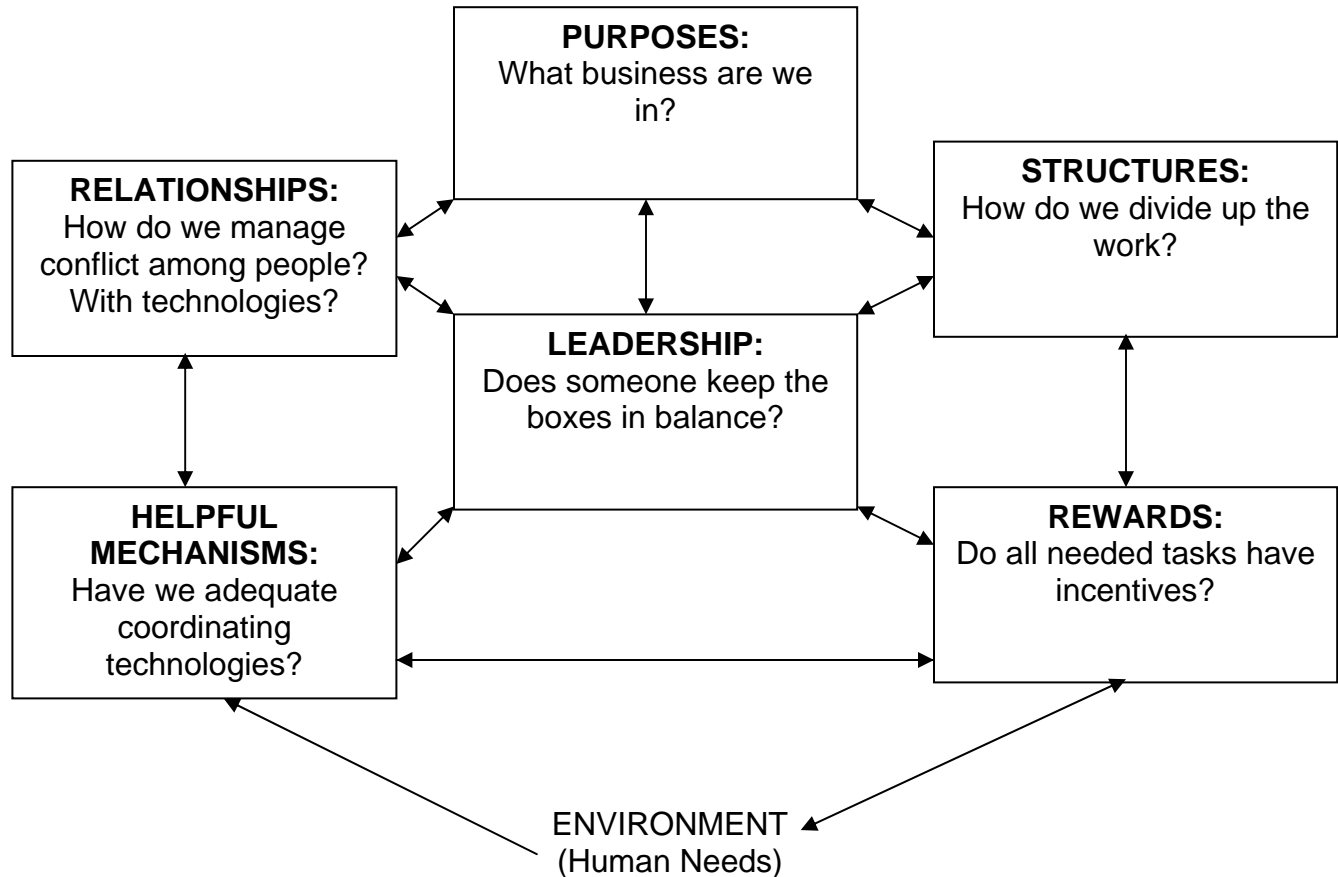 PURPOSES:
What business are we
in?
RELATIONSHIPS:
How do we manage
conflict among people?
With technologies?
STRUCTURES:
How do we divide up the
work?
LEADERSHIP:
Does someone keep the
boxes in balance?
HELPFUL
MECHANISMS:
Have we adequate
coordinating
technologies?
REWARDS:
Do all needed tasks have
incentives?
ENVIRONMENT
(Human Needs)